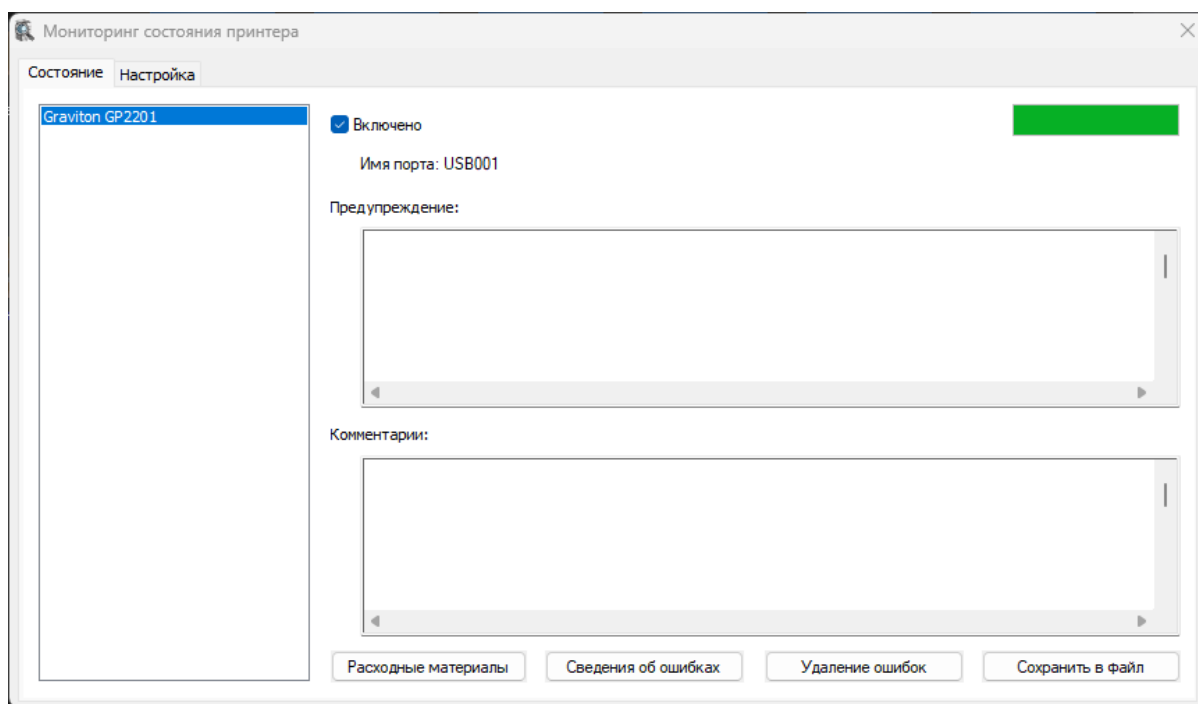 Мониторинг состояния принтера
Состояние Настройка
Graviton GP2201
Включено
Имя порта: USB001
Предупреждение:
Комментарии:
Расходные материалы Сведения об ошибках Удаление ошибок Сохранить в файл